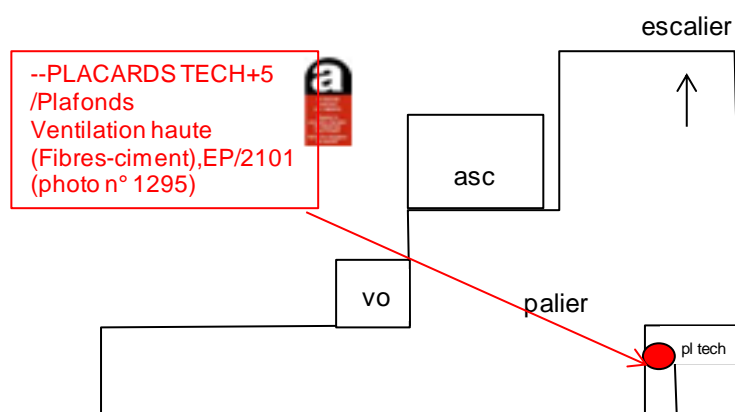 escalier
--PLACARDS TECH+5
/Plafonds
Ventilation haute
(Fibres-ciment),EP/2101
(photo n° 1295)
a
asc
vo
palier
pl tech